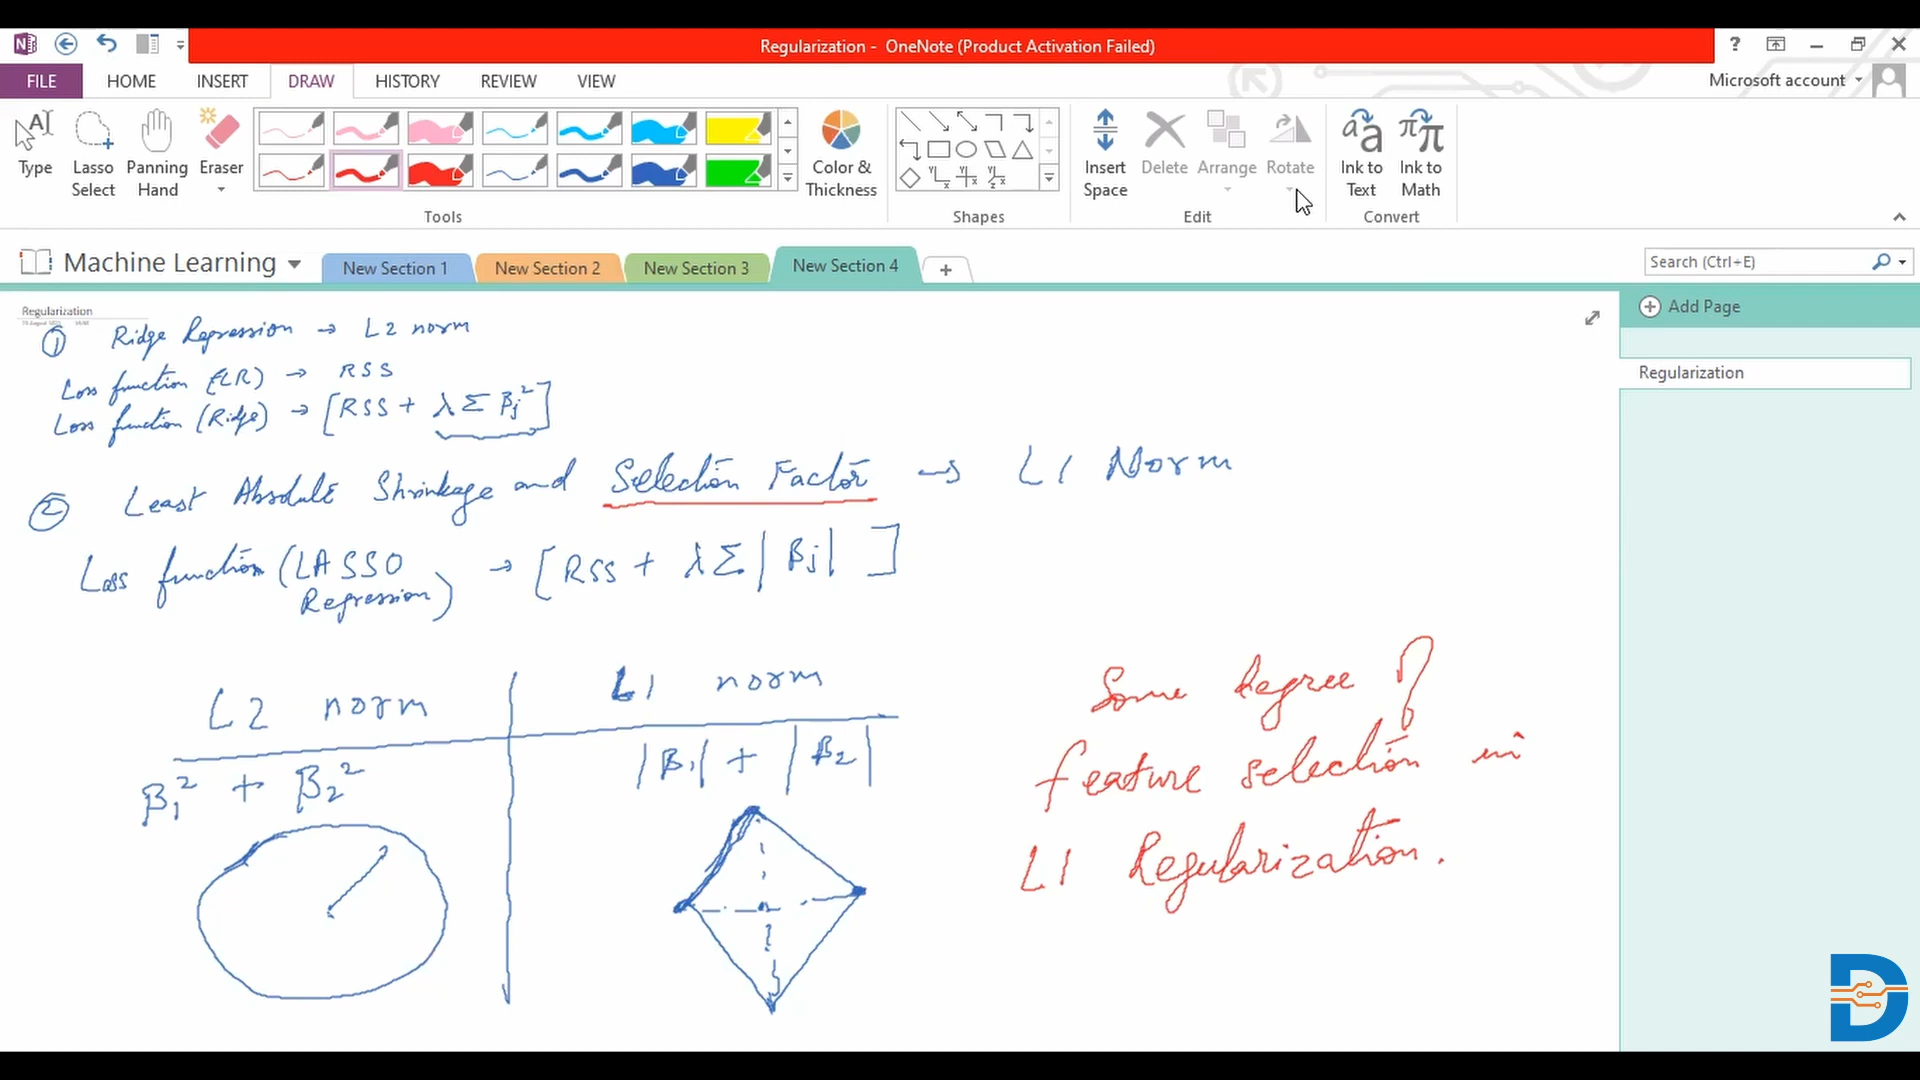 Regularization - OneNote (Product Activation Failed)
FILE HOME INSERT DRAW HISTORY REVIEW VIEW
Microsoft account
Type
Lasso Select
Panning Hand
Eraser
Color & Thickness
Insert Space
Delete
Arrange
Rotate
Ink to Text
Ink to Math
Tools
Shapes
Edit
Convert
Machine Learning
New Section 1
New Section 2
New Section 3
New Section 4
Search (Ctrl+E)
Add Page
Regularization
Regularization
① Ridge Regression → L2 norm
Loss function (LR) → RSS
Loss function (Ridge) → [RSS + λ Σ βj²]
② Least Absolute Shrinkage and Selection Factor → L1 Norm
Loss function (LASSO Regression) → [RSS + λ Σ |βj| ]
L2 norm
L1 norm
β₁² + β₂²
|β₁| + |β₂|
Some degree ?
feature selection in
L1 Regularization.